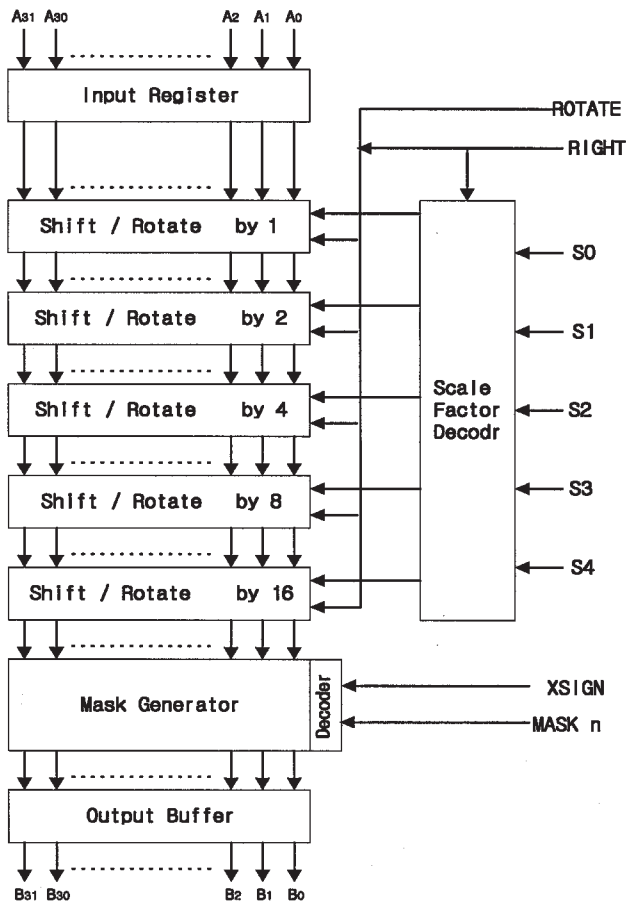 A31 A30 A2 A1 A0
Input Register
ROTATE
RIGHT
Shift / Rotate by 1
S0
Shift / Rotate by 2
S1
Scale
Factor
Decodr
Shift / Rotate by 4
S2
Shift / Rotate by 8
S3
Shift / Rotate by 16
S4
Mask Generator
Decoder
XSIGN
MASK n
Output Buffer
B31 B30 B2 B1 B0